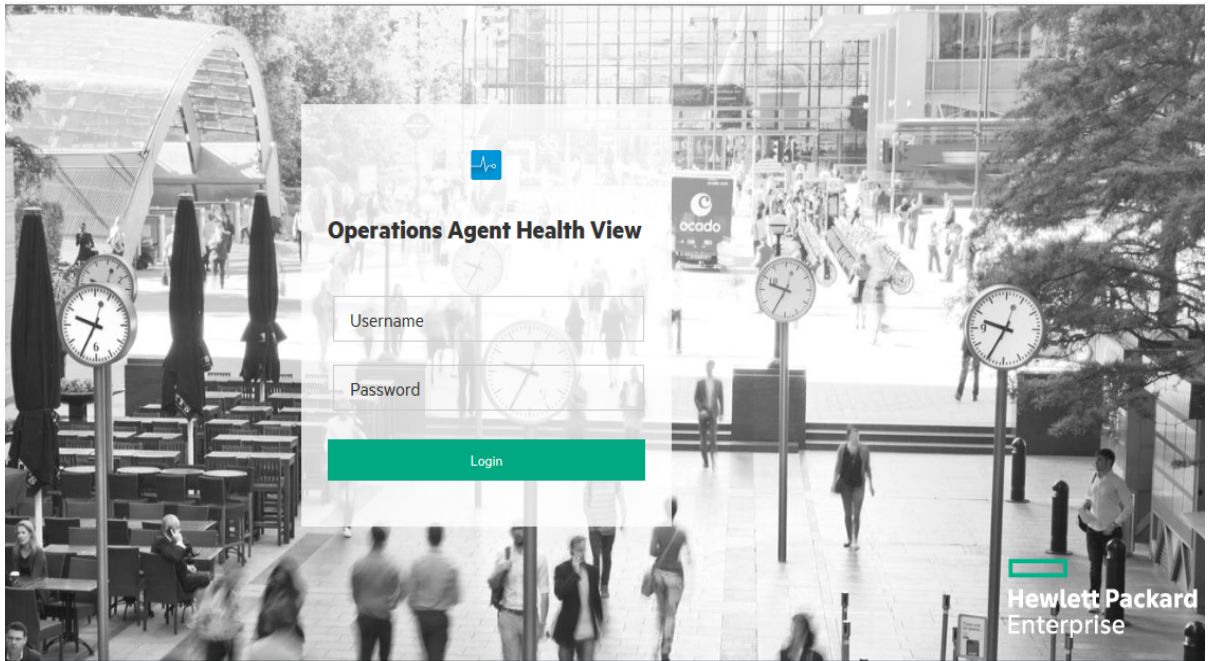 Operations Agent Health View
Username
Password
Login
ocado
Hewlett Packard
Enterprise